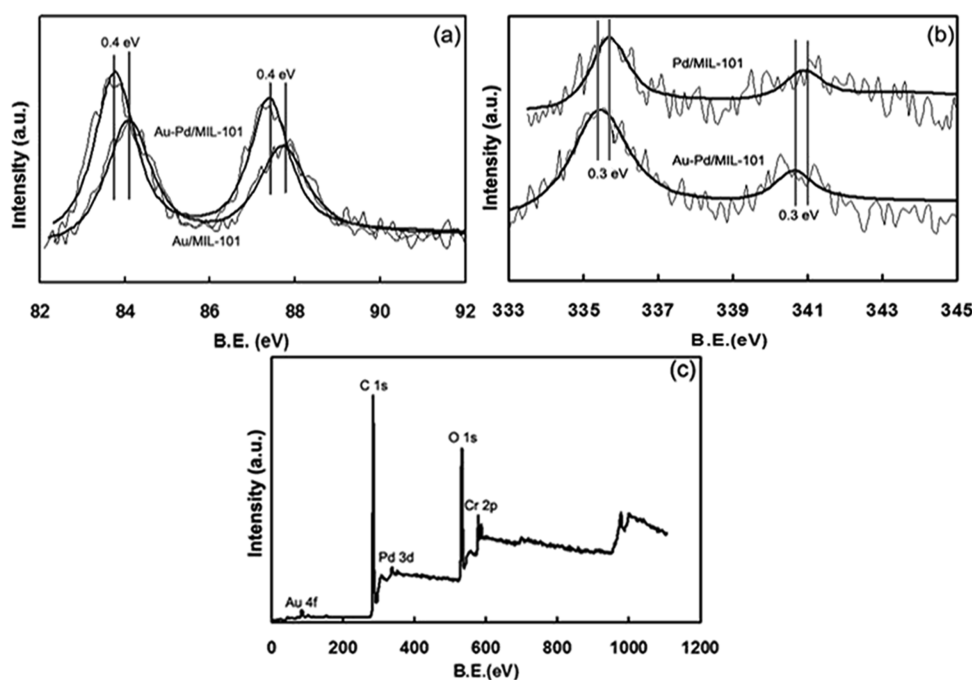 (a)
0.4 eV
0.4 eV
Au-Pd/MIL-101
Au/MIL-101
Intensity (a.u.)
82 84 86 88 90 92
B.E. (eV)
(b)
Pd/MIL-101
Au-Pd/MIL-101
0.3 eV
0.3 eV
Intensity (a.u.)
333 335 337 339 341 343 345
B.E.(eV)
(c)
C 1s
O 1s
Cr 2p
Pd 3d
Au 4f
Intensity (a.u.)
0 200 400 600 800 1000 1200
B.E.(eV)